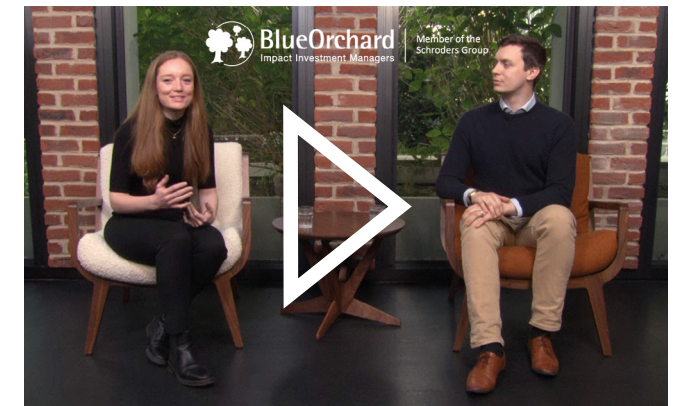 BlueOrchard
Impact Investment Managers
Member of the
Schroders Group